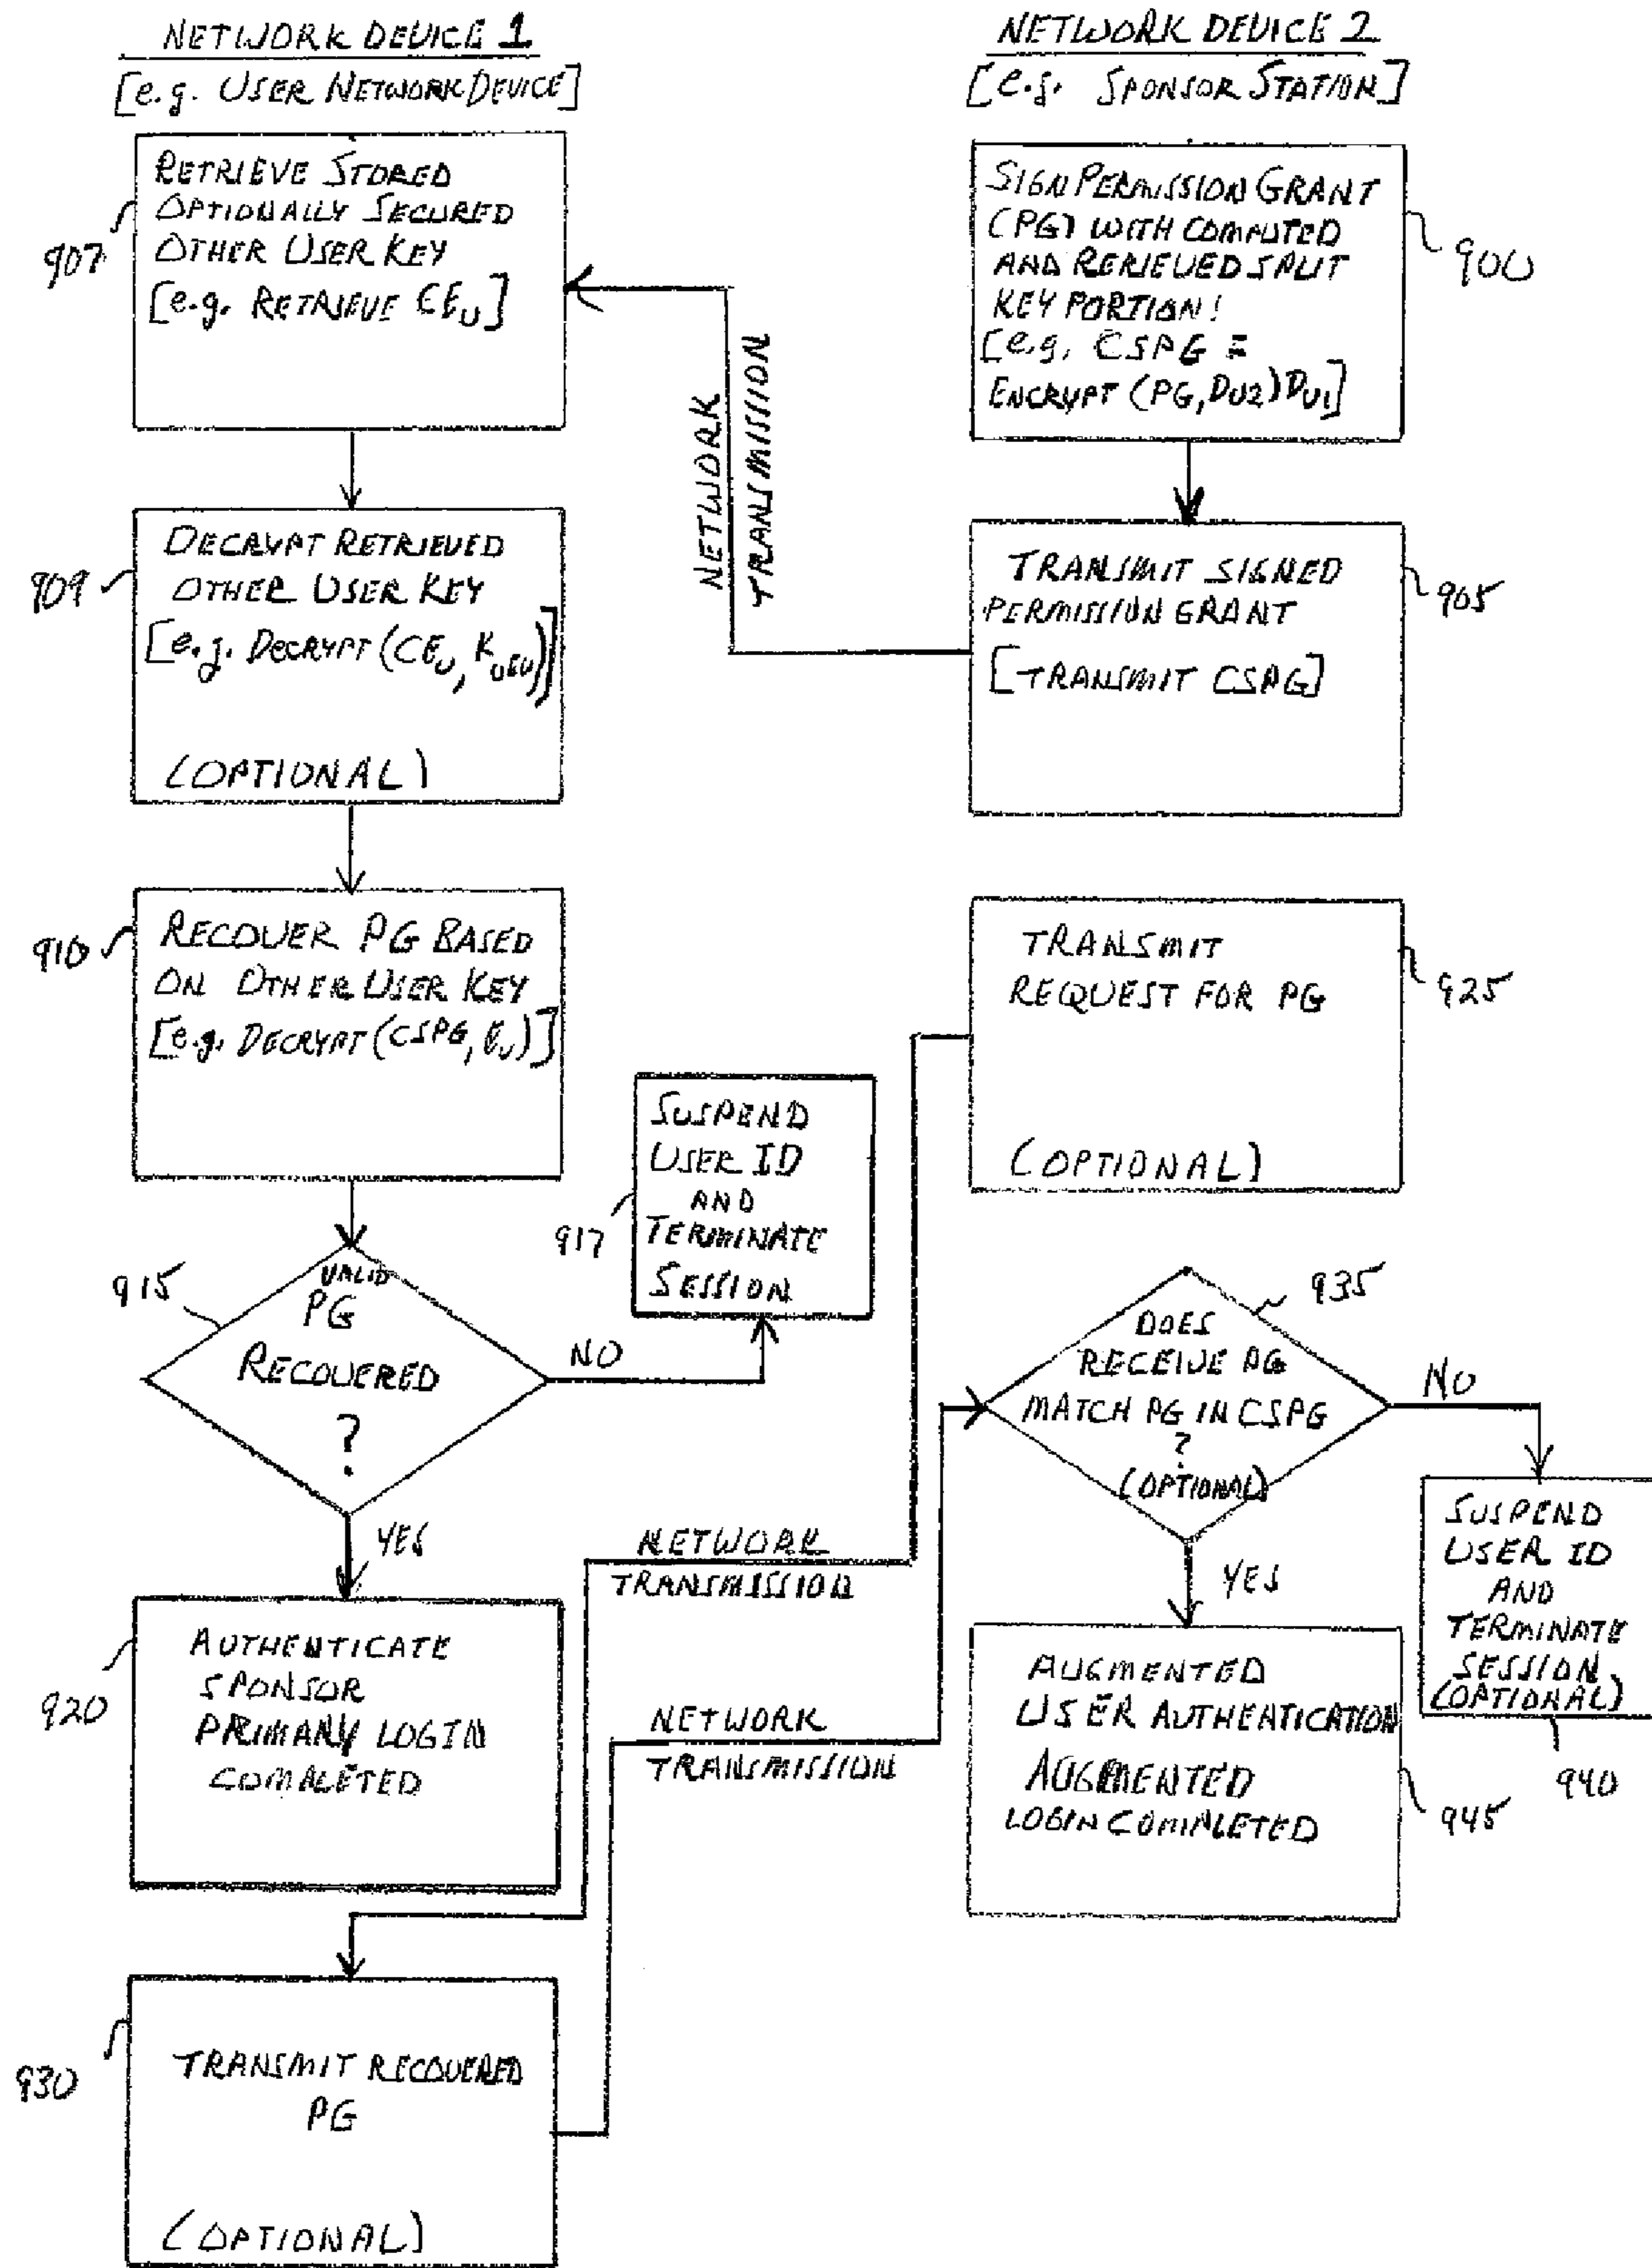 NETWORK DEVICE 1
[e.g. USER NETWORK DEVICE]
907
RETRIEVE STORED
OPTIONALLY SECURED
OTHER USER KEY
[e.g. RETRIEVE CEU]
909
DECRYPT RETRIEVED
OTHER USER KEY
[e.g. DECRYPT (CEU, KUEU)]
(OPTIONAL)
910
RECOVER PG BASED
ON OTHER USER KEY
[e.g. DECRYPT (CSPG, EU)]
915
VALID
PG
RECOVERED
?
NO
917
SUSPEND
USER ID
AND
TERMINATE
SESSION
YES
920
AUTHENTICATE
SPONSOR
PRIMARY LOGIN
COMPLETED
930
TRANSMIT RECOVERED
PG
(OPTIONAL)
NETWORK
TRANSMISSION
NETWORK
TRANSMISSION
NETWORK
TRANSMISSION
NETWORK DEVICE 2
[e.g. SPONSOR STATION]
900
SIGN PERMISSION GRANT
(PG) WITH COMPUTED
AND RERIEVED SPLIT
KEY PORTION!
[e.g. CSPG =
ENCRYPT (PG, DU2) DU1]
905
TRANSMIT SIGNED
PERMISSION GRANT
[TRANSMIT CSPG]
925
TRANSMIT
REQUEST FOR PG
(OPTIONAL)
935
DOES
RECEIVE PG
MATCH PG IN CSPG
?
(OPTIONAL)
NO
SUSPEND
USER ID
AND
TERMINATE
SESSION
(OPTIONAL)
940
YES
AUGMENTED
USER AUTHENTICATION
AUGMENTED
LOGIN COMPLETED
945